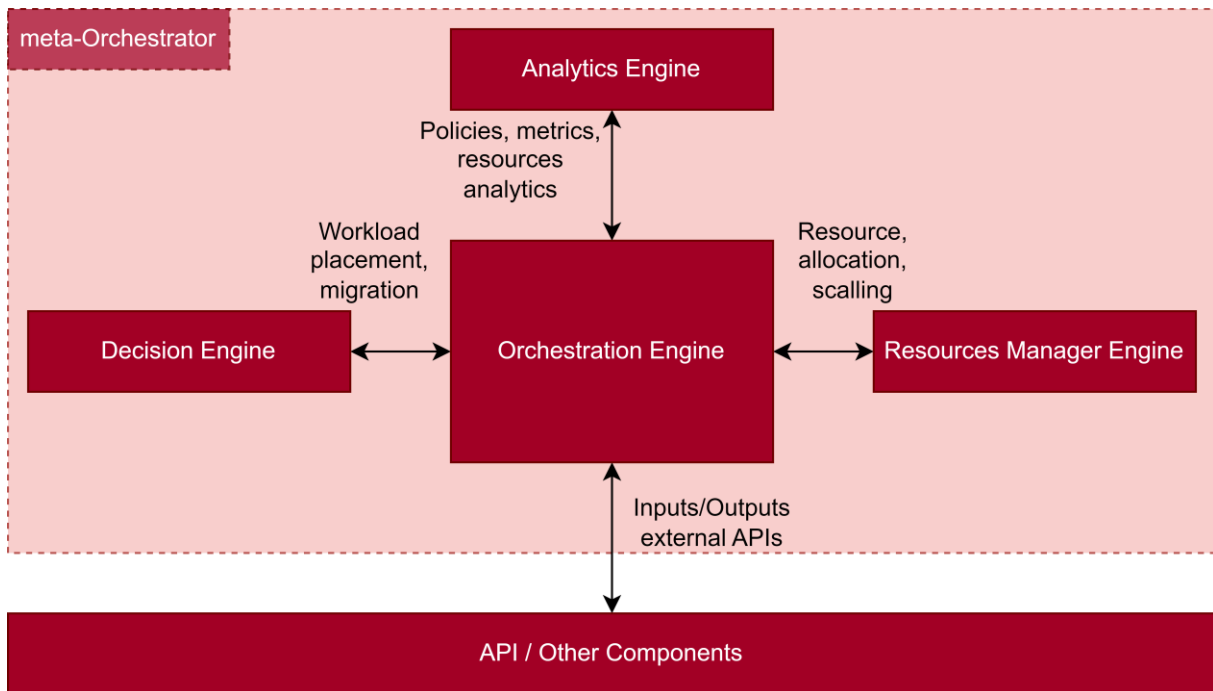 meta-Orchestrator
Analytics Engine
Policies, metrics,
resources
analytics
Workload
placement,
migration
Resource,
allocation,
scalling
Decision Engine
Orchestration Engine
Resources Manager Engine
Inputs/Outputs
external APIs
API / Other Components